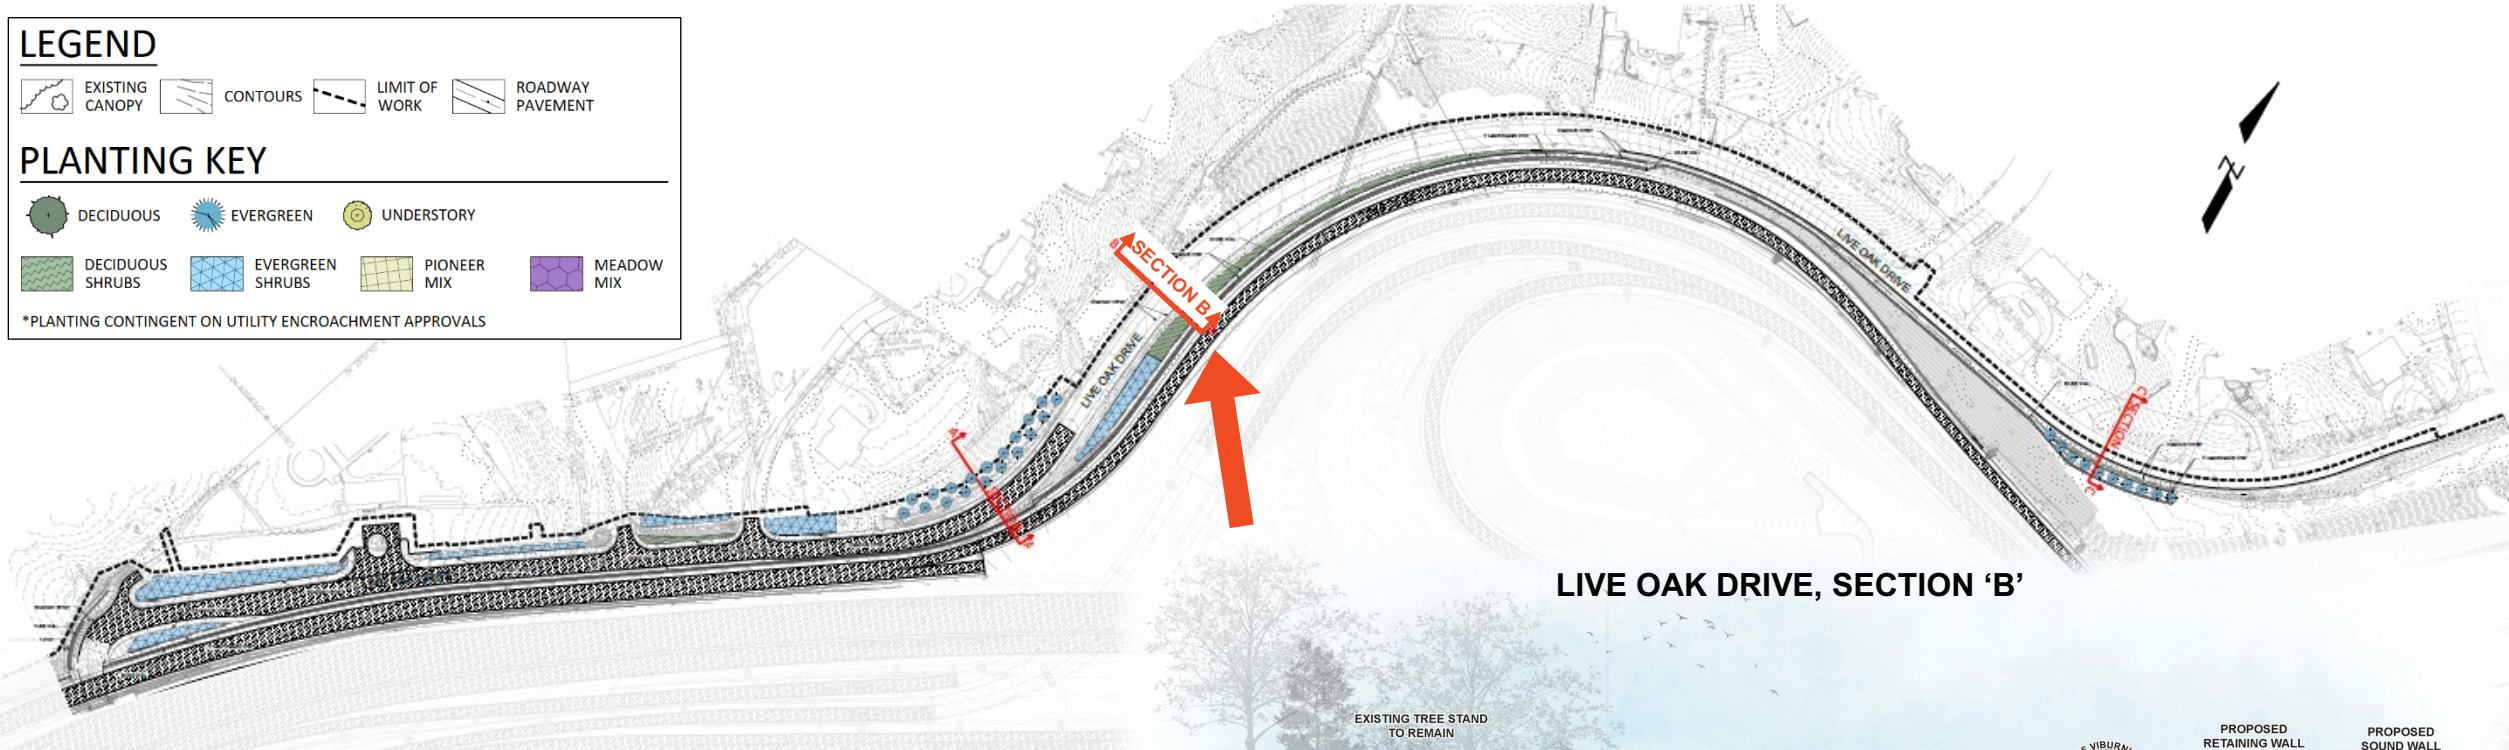 LEGEND
EXISTING
CANOPY
CONTOURS
LIMIT OF
WORK
ROADWAY
PAVEMENT
PLANTING KEY
DECIDUOUS
EVERGREEN
UNDERSTORY
DECIDUOUS
SHRUBS
EVERGREEN
SHRUBS
PIONEER
MIX
MEADOW
MIX
*PLANTING CONTINGENT ON UTILITY ENCROACHMENT APPROVALS
N
SECTION B
LIVE OAK DRIVE
LIVE OAK DRIVE
C
SECTION
C
A
LIVE OAK DRIVE, SECTION ‘B’
EXISTING TREE STAND
TO REMAIN
PROPOSED
RETAINING WALL
PROPOSED
SOUND WALL